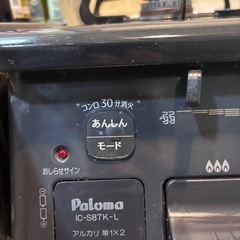 コンロ30分消火
あんしん
モード
おしらせサイン
Paloma
IC-S87K-L
アルカリ 単1×2